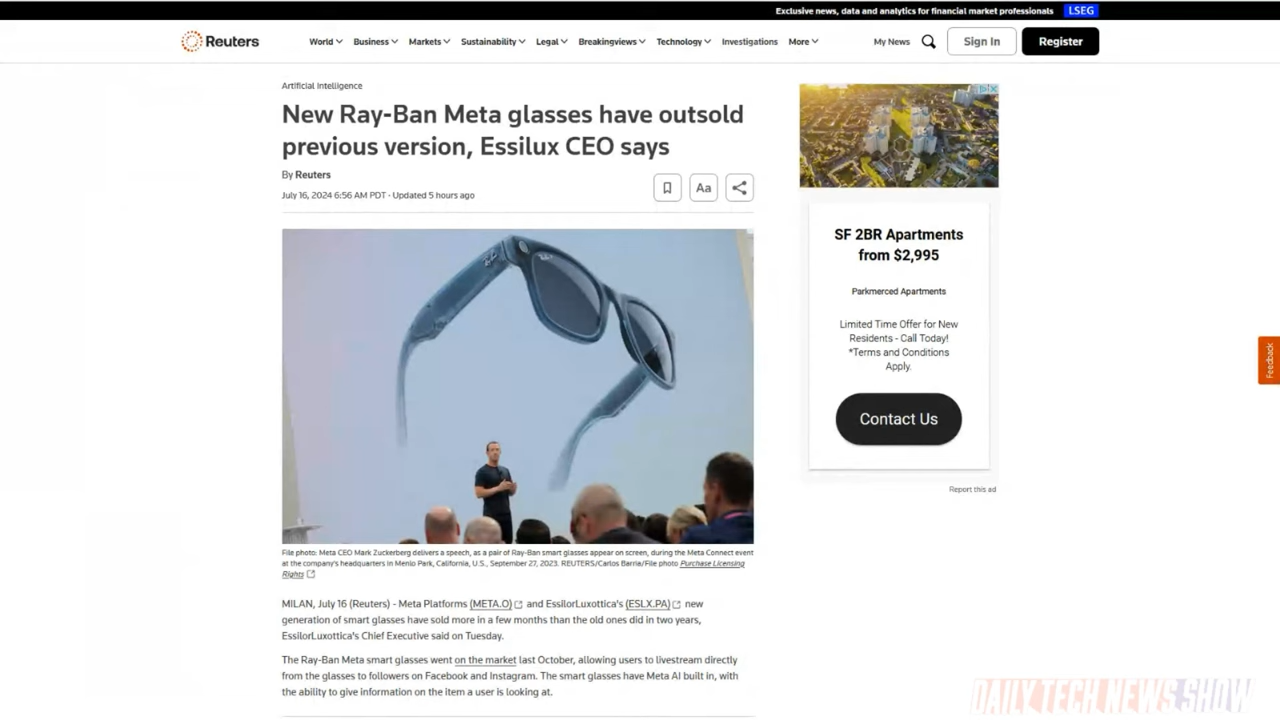 Exclusive news, data and analytics for financial market professionals LSEG
Reuters World Business Markets Sustainability Legal Breakingviews Technology Investigations More My News Sign In Register
Artificial Intelligence
New Ray-Ban Meta glasses have outsold
previous version, Essilux CEO says
By Reuters
July 16, 2024 6:56 AM PDT · Updated 5 hours ago
Aa
File photo: Meta CEO Mark Zuckerberg delivers a speech, as a pair of Ray-Ban smart glasses appear on screen, during the Meta Connect event
at the company's headquarters in Menlo Park, California, U.S., September 27, 2023. REUTERS/Carlos Barria/File photo Purchase Licensing
Rights
MILAN, July 16 (Reuters) - Meta Platforms (META.O) and EssilorLuxottica's (ESLX.PA) new
generation of smart glasses have sold more in a few months than the old ones did in two years,
EssilorLuxottica's Chief Executive said on Tuesday.
The Ray-Ban Meta smart glasses went on the market last October, allowing users to livestream directly
from the glasses to followers on Facebook and Instagram. The smart glasses have Meta AI built in, with
the ability to give information on the item a user is looking at.
SF 2BR Apartments
from $2,995
Parkmerced Apartments
Limited Time Offer for New
Residents - Call Today!
*Terms and Conditions
Apply.
Contact Us
Report this ad
Feedback
DAILY TECH NEWS SHOW